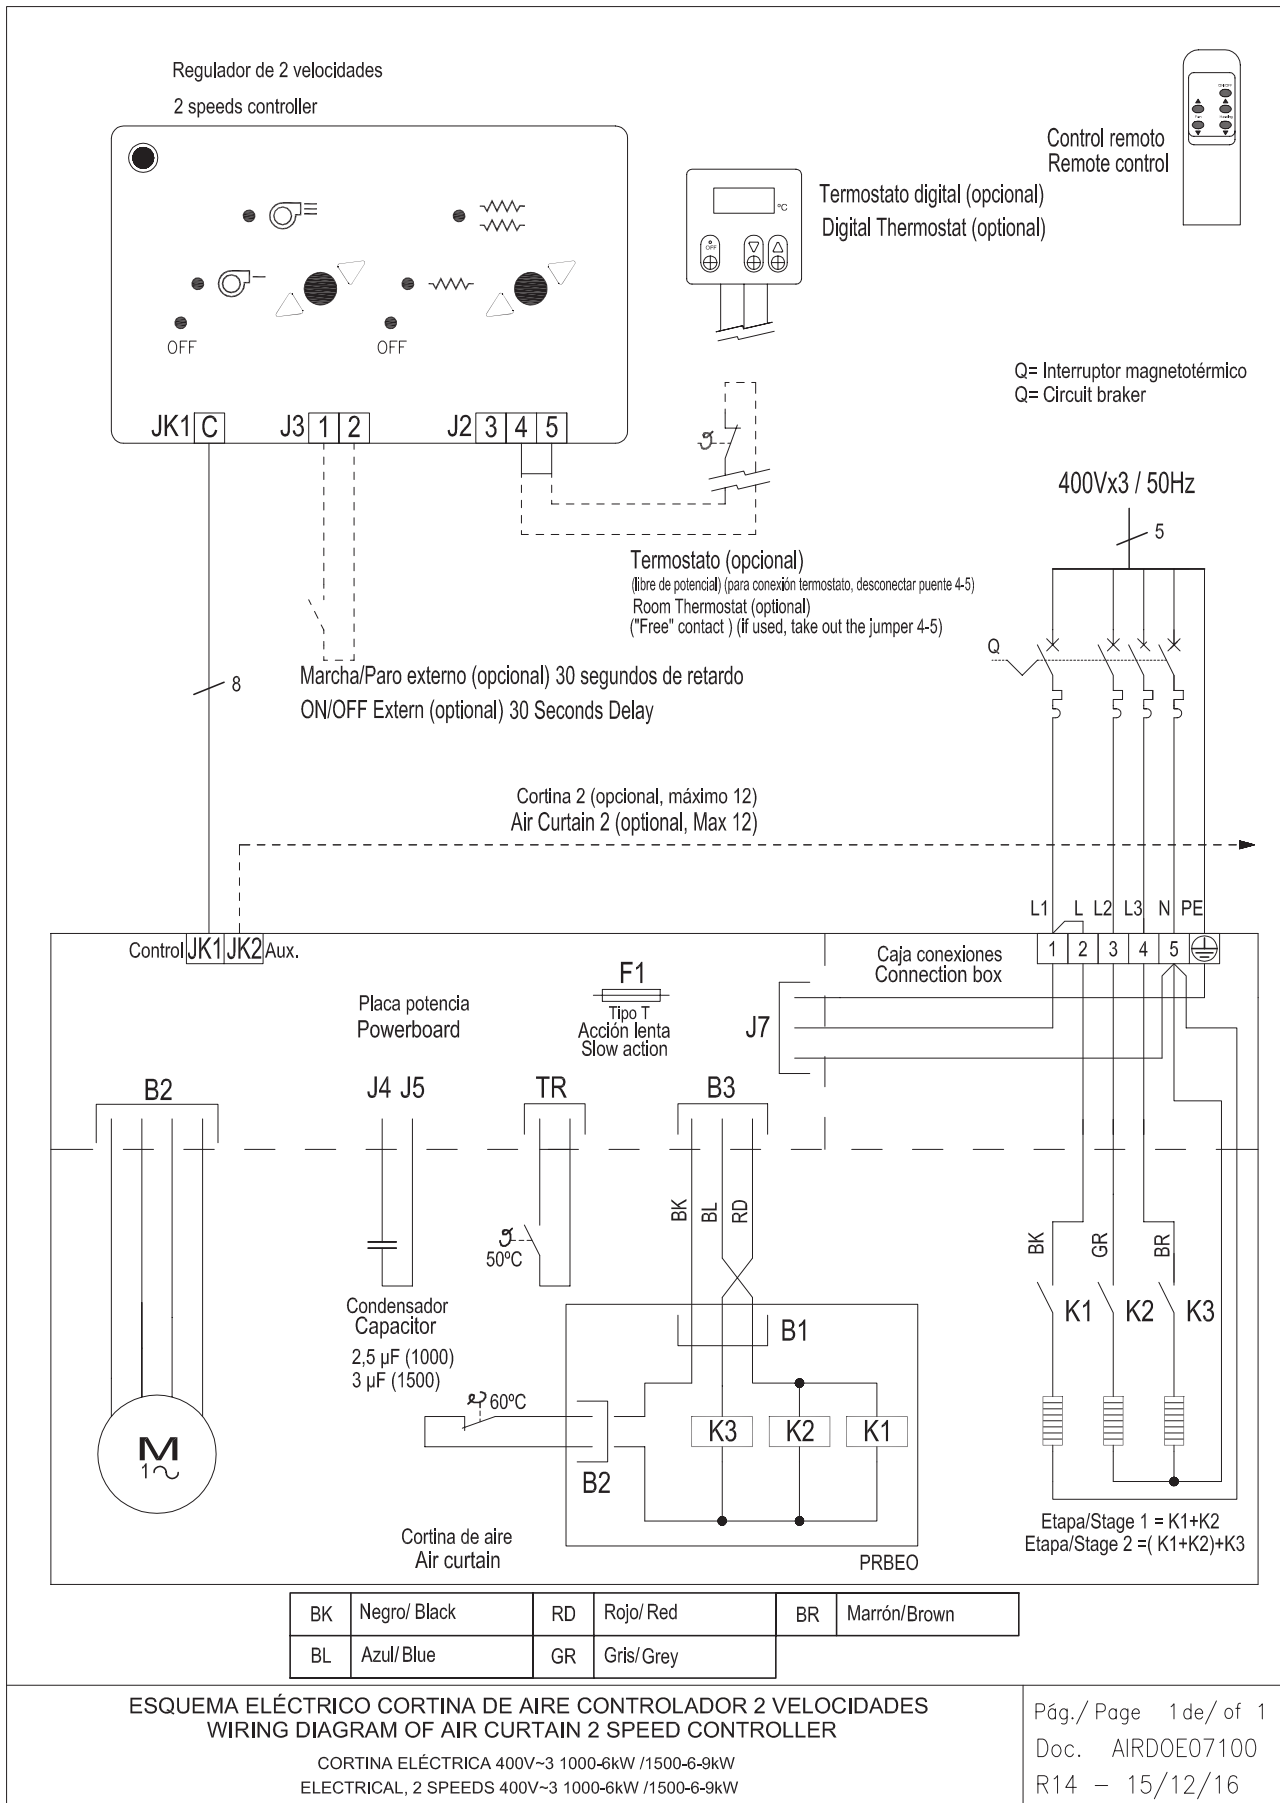 Regulador de 2 velocidades
2 speeds controller
OFF
OFF
JK1 C
J3 1 2
J2 3 4 5
ºC
OFF
Termostato digital (opcional)
Digital Thermostat (optional)
Control remoto
Remote control
ON/OFF
Fan
Heating
Q= Interruptor magnetotérmico
Q= Circuit braker
400Vx3 / 50Hz
5
Termostato (opcional)
(libre de potencial) (para conexión termostato, desconectar puente 4-5)
Room Thermostat (optional)
("Free" contact ) (if used, take out the jumper 4-5)
Q
8
Marcha/Paro externo (opcional) 30 segundos de retardo
ON/OFF Extern (optional) 30 Seconds Delay
Cortina 2 (opcional, máximo 12)
Air Curtain 2 (optional, Max 12)
L1 L L2 L3 N PE
Control JK1 JK2 Aux.
Caja conexiones
Connection box
1 2 3 4 5
F1
Tipo T
Acción lenta
Slow action
Placa potencia
Powerboard
J7
B2
J4 J5
TR
B3
BK BL RD
50ºC
BK GR BR
K1 K2 K3
Condensador
Capacitor
2,5 µF (1000)
3 µF (1500)
B1
60ºC
K3 K2 K1
B2
M
1
Cortina de aire
Air curtain
PRBEO
Etapa/Stage 1 = K1+K2
Etapa/Stage 2 =( K1+K2)+K3
BK Negro/ Black RD Rojo/ Red BR Marrón/Brown
BL Azul/ Blue GR Gris/ Grey
ESQUEMA ELÉCTRICO CORTINA DE AIRE CONTROLADOR 2 VELOCIDADES
WIRING DIAGRAM OF AIR CURTAIN 2 SPEED CONTROLLER
CORTINA ELÉCTRICA 400V~3 1000-6kW /1500-6-9kW
ELECTRICAL, 2 SPEEDS 400V~3 1000-6kW /1500-6-9kW
Pág./ Page 1 de/ of 1
Doc. AIRDOE07100
R14 - 15/12/16